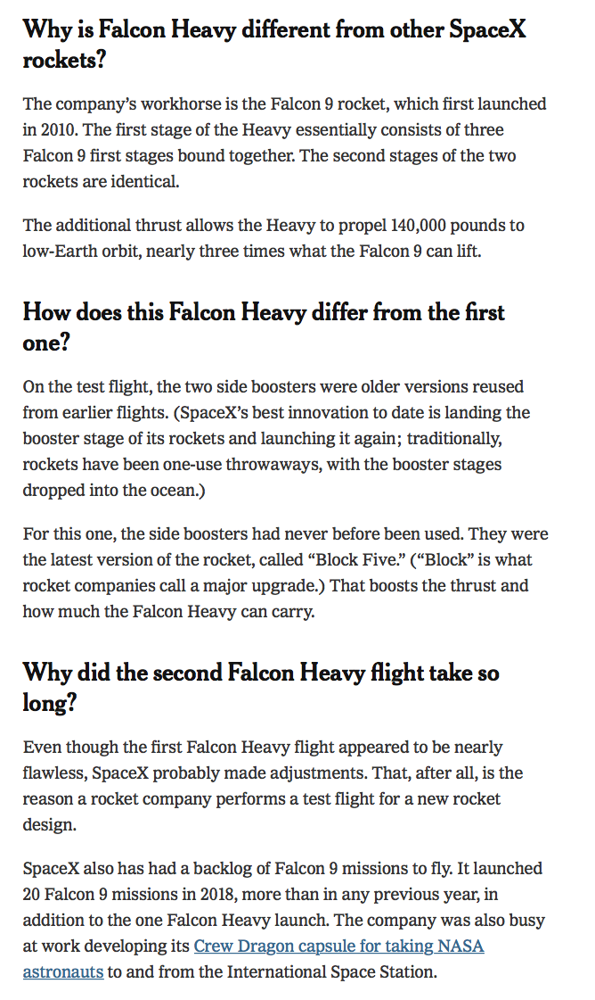 Why is Falcon Heavy different from other SpaceX
rockets?
The company’s workhorse is the Falcon 9 rocket, which first launched
in 2010. The first stage of the Heavy essentially consists of three
Falcon 9 first stages bound together. The second stages of the two
rockets are identical.
The additional thrust allows the Heavy to propel 140,000 pounds to
low-Earth orbit, nearly three times what the Falcon 9 can lift.
How does this Falcon Heavy differ from the first
one?
On the test flight, the two side boosters were older versions reused
from earlier flights. (SpaceX’s best innovation to date is landing the
booster stage of its rockets and launching it again; traditionally,
rockets have been one-use throwaways, with the booster stages
dropped into the ocean.)
For this one, the side boosters had never before been used. They were
the latest version of the rocket, called “Block Five.” (“Block” is what
rocket companies call a major upgrade.) That boosts the thrust and
how much the Falcon Heavy can carry.
Why did the second Falcon Heavy flight take so
long?
Even though the first Falcon Heavy flight appeared to be nearly
flawless, SpaceX probably made adjustments. That, after all, is the
reason a rocket company performs a test flight for a new rocket
design.
SpaceX also has had a backlog of Falcon 9 missions to fly. It launched
20 Falcon 9 missions in 2018, more than in any previous year, in
addition to the one Falcon Heavy launch. The company was also busy
at work developing its Crew Dragon capsule for taking NASA
astronauts to and from the International Space Station.